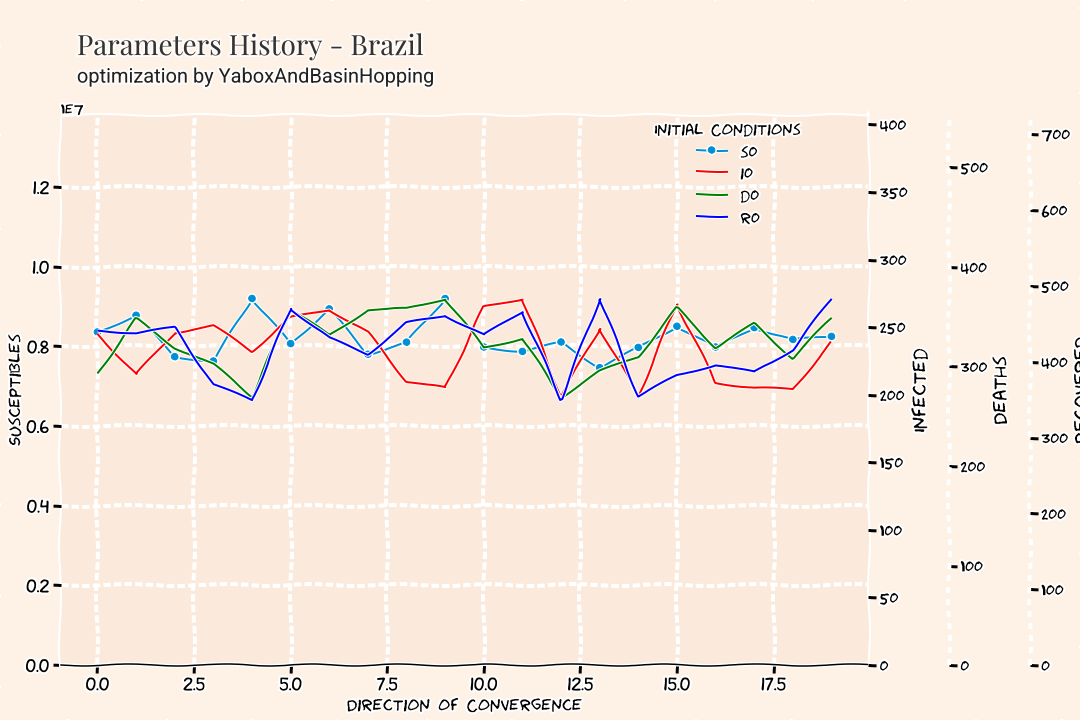 Parameters History - Brazil
optimization by YaboxAndBasinHopping
1E7
INITIAL CONDITIONS
S0
I0
D0
R0
1.2
1.0
0.8
0.6
0.4
0.2
0.0
SUSCEPTIBLES
0.0 2.5 5.0 7.5 10.0 12.5 15.0 17.5
DIRECTION OF CONVERGENCE
400
350
300
250
200
150
100
50
0
INFECTED
500
400
300
200
100
0
DEATHS
700
600
500
400
300
200
100
0